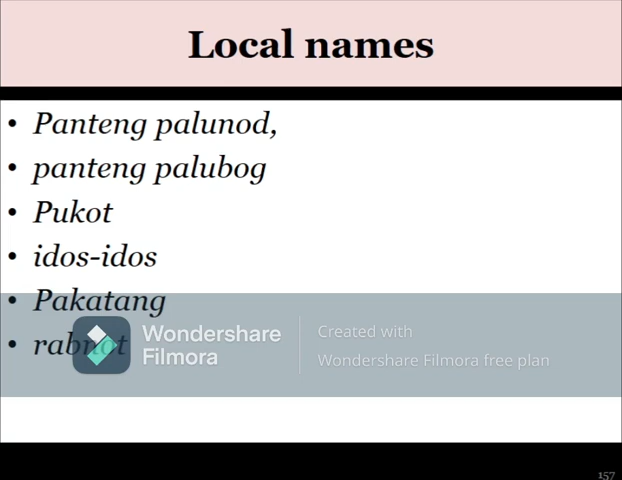 Local names
• Panteng palunod,
• panteng palubog
• Pukot
• idos-idos
• Pakatang
• rabnot
Wondershare
Filmora
Created with
Wondershare Filmora free plan
157